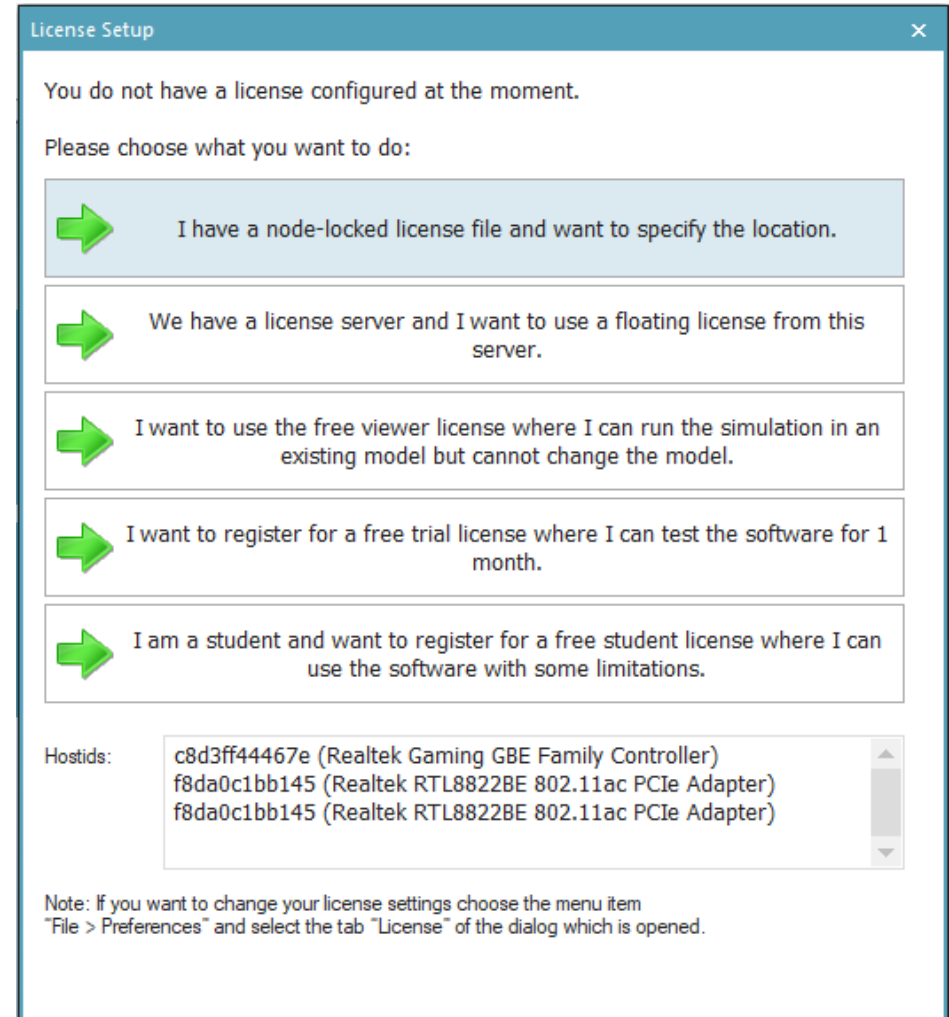 License Setup
You do not have a license configured at the moment.
Please choose what you want to do:
I have a node-locked license file and want to specify the location.
We have a license server and I want to use a floating license from this
server.
I want to use the free viewer license where I can run the simulation in an
existing model but cannot change the model.
I want to register for a free trial license where I can test the software for 1
month.
I am a student and want to register for a free student license where I can
use the software with some limitations.
Hostids:
c8d3ff44467e (Realtek Gaming GBE Family Controller)
f8da0c1bb145 (Realtek RTL8822BE 802.11ac PCIe Adapter)
f8da0c1bb145 (Realtek RTL8822BE 802.11ac PCIe Adapter)
Note: If you want to change your license settings choose the menu item
"File > Preferences" and select the tab "License" of the dialog which is opened.